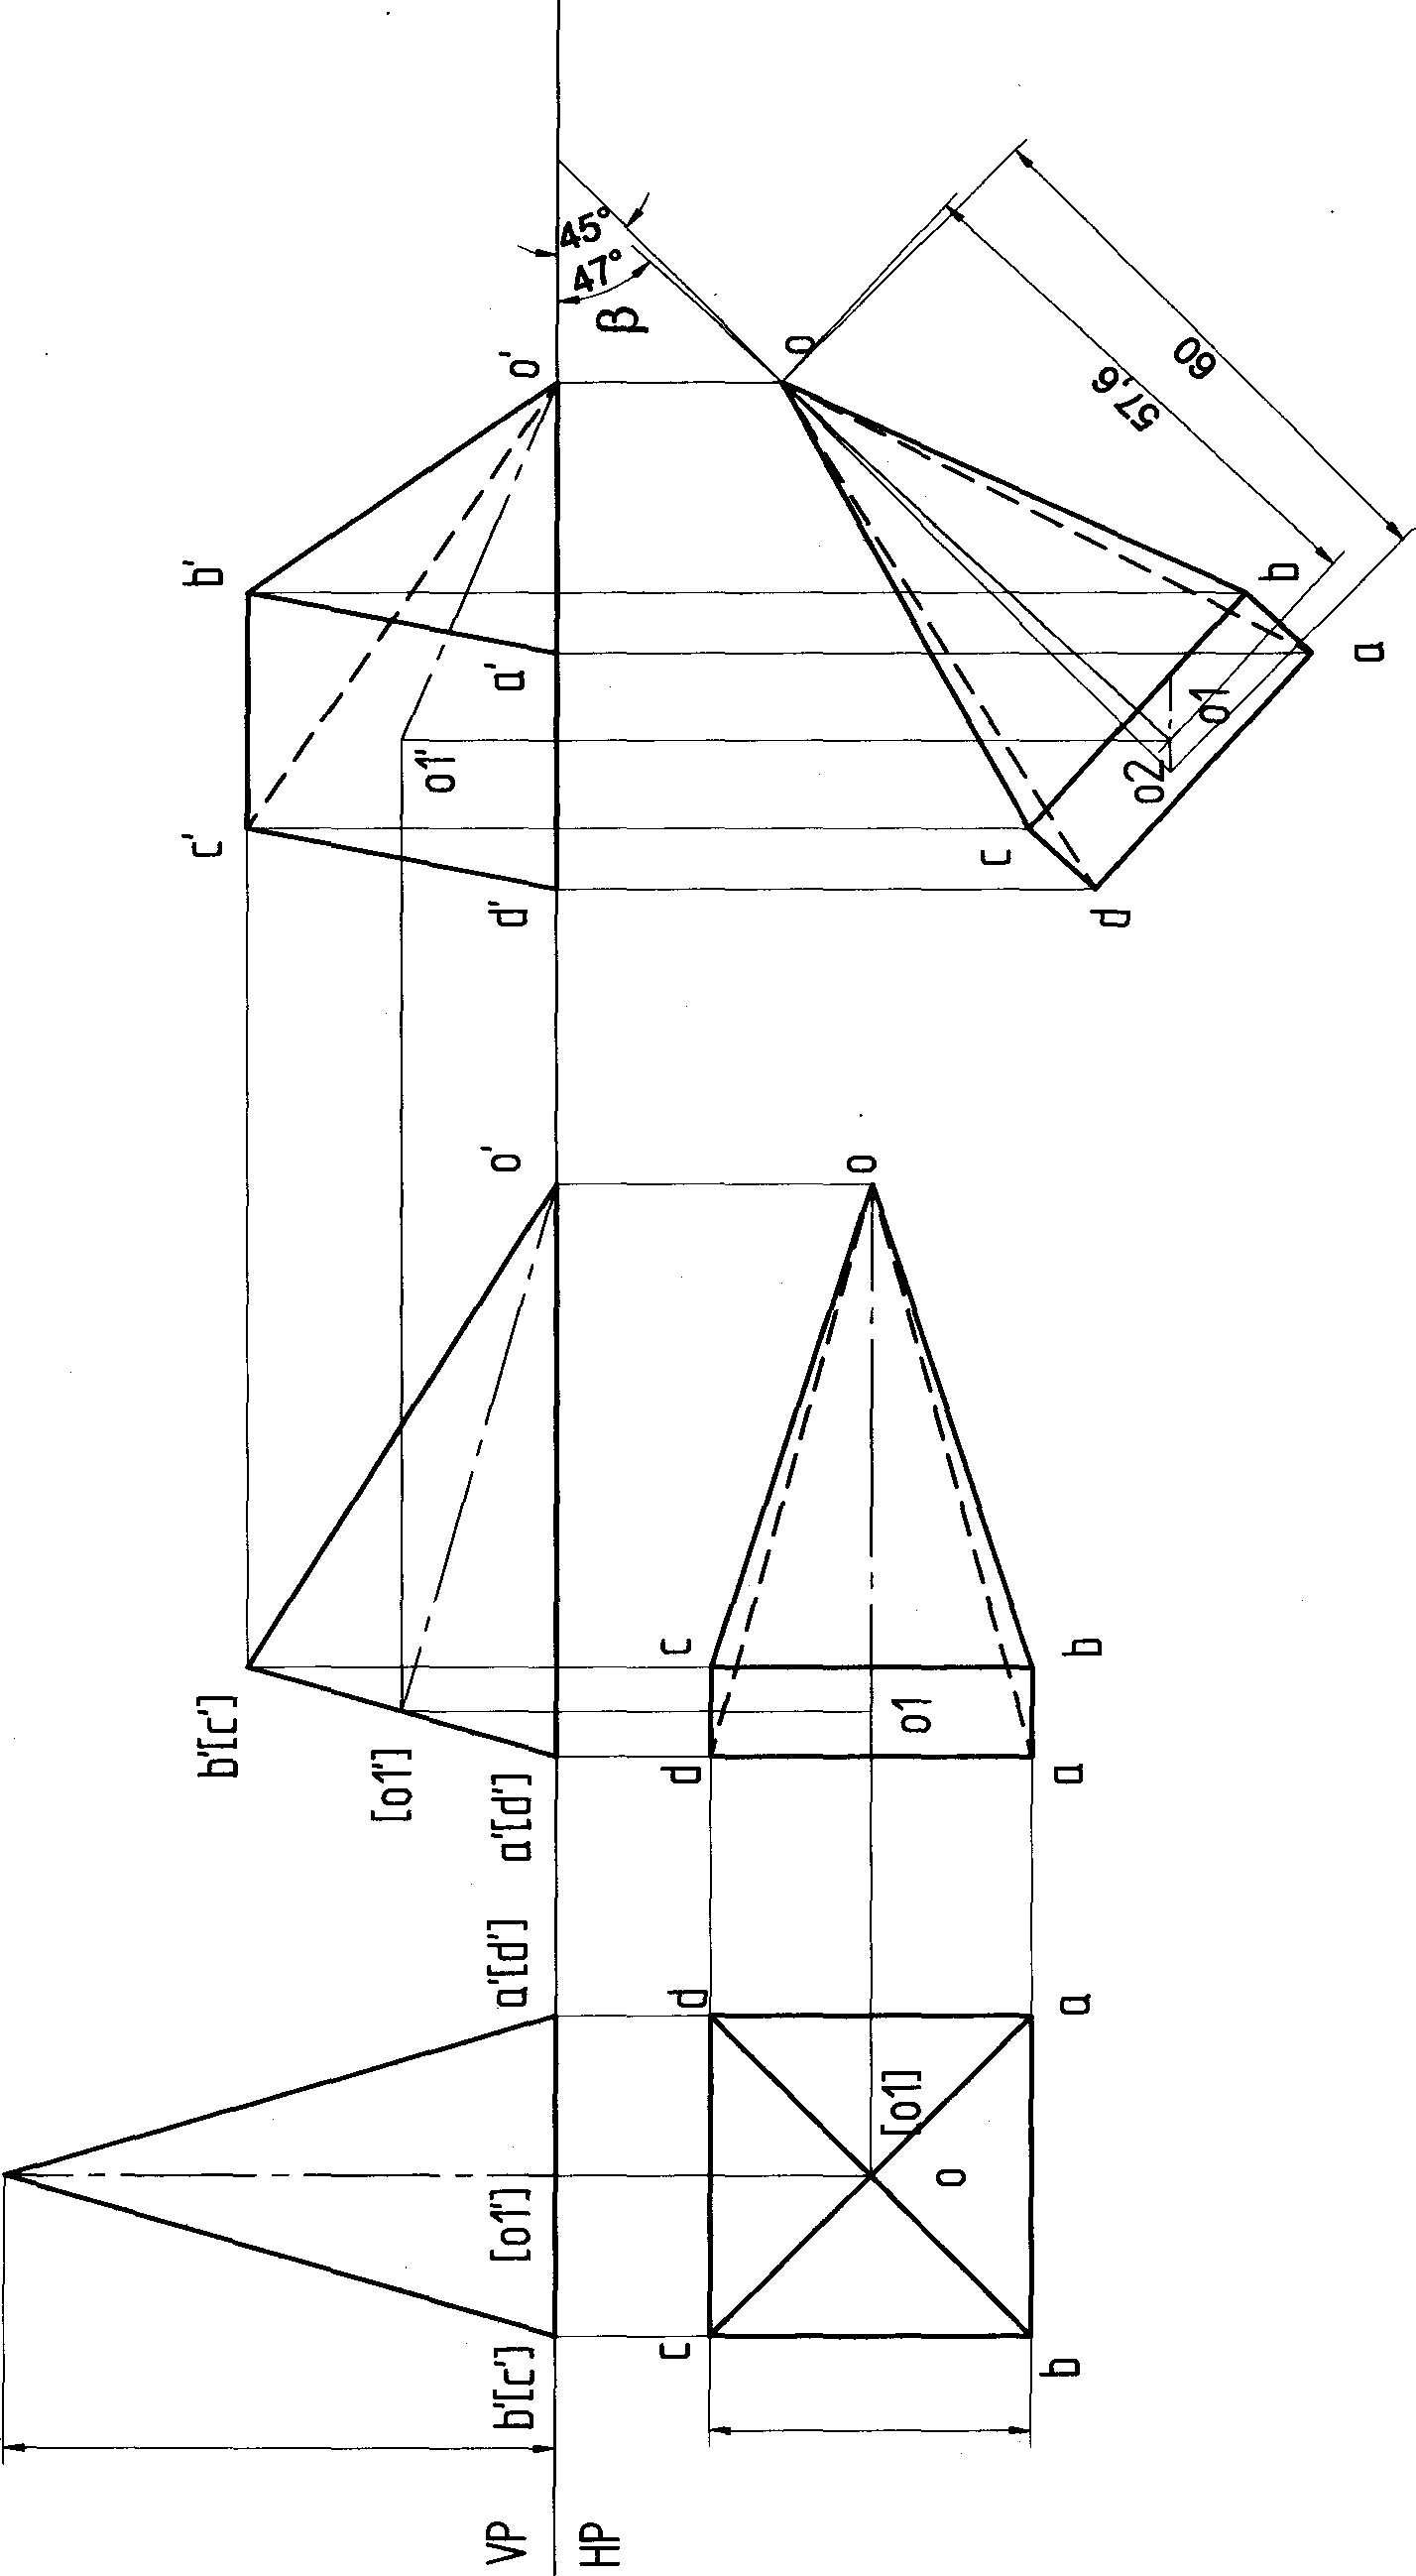 VP
HP
b'[c']
[o1']
a'[d']
c
d
[o1]
o
b
a
b'[c']
[o1']
a'[d']
o'
c
d
o1
o
b
a
c'
b'
o1'
d'
a'
o'
45°
47°
β
o
c
d
o2
o1
b
a
57,6
60